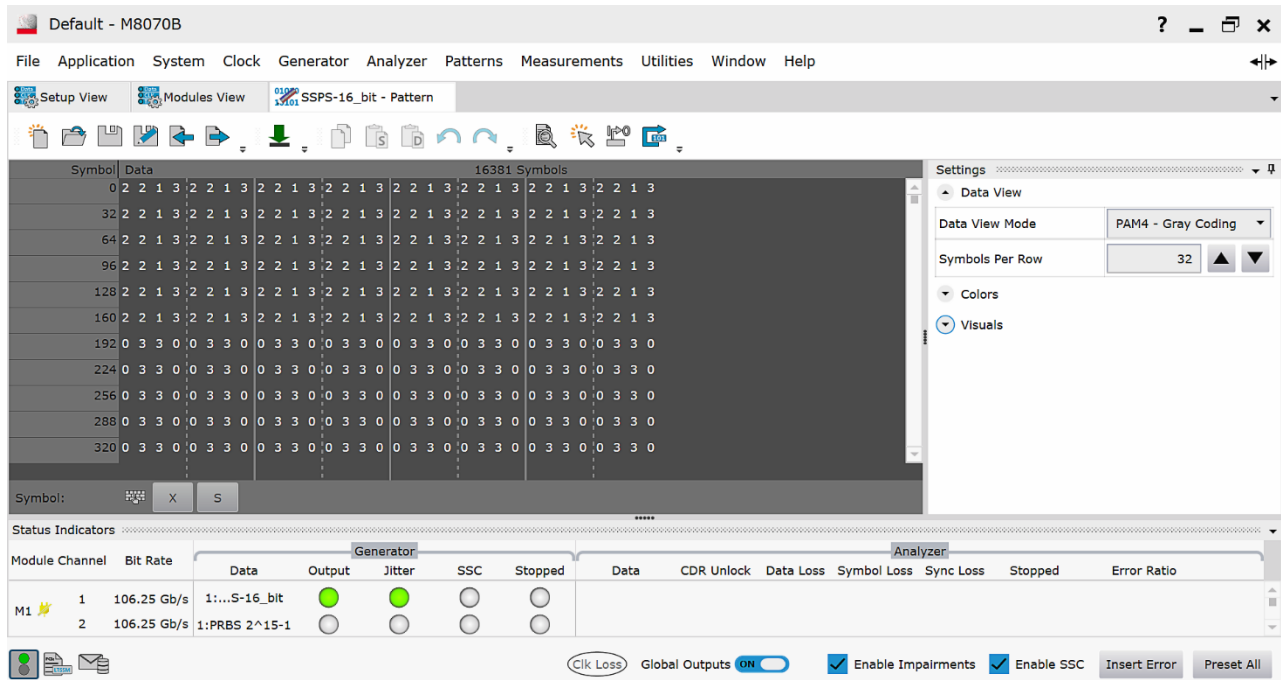 Default - M8070B ?
File Application System Clock Generator Analyzer Patterns Measurements Utilities Window Help
Setup View Modules View SSPS-16_bit - Pattern
Symbol Data 16381 Symbols
0 2 2 1 3 2 2 1 3 2 2 1 3 2 2 1 3 2 2 1 3 2 2 1 3 2 2 1 3 2 2 1 3
32 2 2 1 3 2 2 1 3 2 2 1 3 2 2 1 3 2 2 1 3 2 2 1 3 2 2 1 3 2 2 1 3
64 2 2 1 3 2 2 1 3 2 2 1 3 2 2 1 3 2 2 1 3 2 2 1 3 2 2 1 3 2 2 1 3
96 2 2 1 3 2 2 1 3 2 2 1 3 2 2 1 3 2 2 1 3 2 2 1 3 2 2 1 3 2 2 1 3
128 2 2 1 3 2 2 1 3 2 2 1 3 2 2 1 3 2 2 1 3 2 2 1 3 2 2 1 3 2 2 1 3
160 2 2 1 3 2 2 1 3 2 2 1 3 2 2 1 3 2 2 1 3 2 2 1 3 2 2 1 3 2 2 1 3
192 0 3 3 0 0 3 3 0 0 3 3 0 0 3 3 0 0 3 3 0 0 3 3 0 0 3 3 0 0 3 3 0
224 0 3 3 0 0 3 3 0 0 3 3 0 0 3 3 0 0 3 3 0 0 3 3 0 0 3 3 0 0 3 3 0
256 0 3 3 0 0 3 3 0 0 3 3 0 0 3 3 0 0 3 3 0 0 3 3 0 0 3 3 0 0 3 3 0
288 0 3 3 0 0 3 3 0 0 3 3 0 0 3 3 0 0 3 3 0 0 3 3 0 0 3 3 0 0 3 3 0
320 0 3 3 0 0 3 3 0 0 3 3 0 0 3 3 0 0 3 3 0 0 3 3 0 0 3 3 0 0 3 3 0
Symbol: X S
Settings
Data View
Data View Mode PAM4 - Gray Coding
Symbols Per Row 32
Colors
Visuals
Status Indicators
Generator Analyzer
Module Channel Bit Rate Data Output Jitter SSC Stopped Data CDR Unlock Data Loss Symbol Loss Sync Loss Stopped Error Ratio
M1 1 106.25 Gb/s 1:...S-16_bit
2 106.25 Gb/s 1:PRBS 2^15-1
Clk Loss Global Outputs ON Enable Impairments Enable SSC Insert Error Preset All